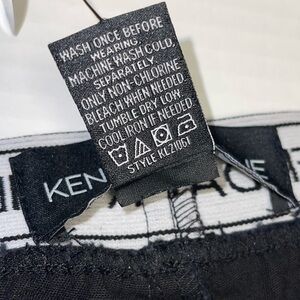 WASH ONCE BEFORE
WEARING
MACHINE WASH COLD,
SEPARATELY.
ONLY NON-CHLORINE
BLEACH WHEN NEEDED.
TUMBLE DRY LOW.
COOL IRON IF NEEDED.
STYLE KLZ106T
KEN